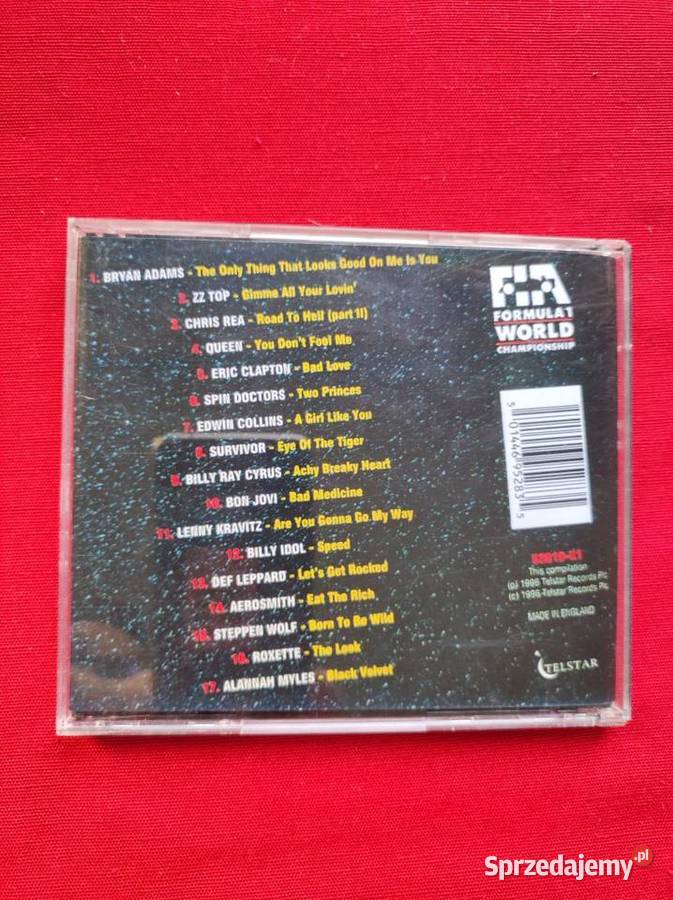 1. BRYAN ADAMS - The Only Thing That Looks Good On Me Is You
2. ZZ TOP - Gimme All Your Lovin'
3. CHRIS REA - Road To Hell (part II)
4. QUEEN - You Don't Fool Me
5. ERIC CLAPTON - Bad Love
6. SPIN DOCTORS - Two Princes
7. EDWIN COLLINS - A Girl Like You
8. SURVIVOR - Eye Of The Tiger
9. BILLY RAY CYRUS - Achy Breaky Heart
10. BON JOVI - Bad Medicine
11. LENNY KRAVITZ - Are You Gonna Go My Way
12. BILLY IDOL - Speed
13. DEF LEPPARD - Let's Get Rocked
14. AEROSMITH - Eat The Rich
15. STEPPEN WOLF - Born To Be Wild
16. ROXETTE - The Look
17. ALANNAH MYLES - Black Velvet
FIA
FORMULA 1
WORLD
CHAMPIONSHIP
5 014469 52835
This compilation
(p) 1996 Telstar Records Plc
(c) 1996 Telstar Records Plc
MADE IN ENGLAND
TELSTAR
Sprzedajemy.pl